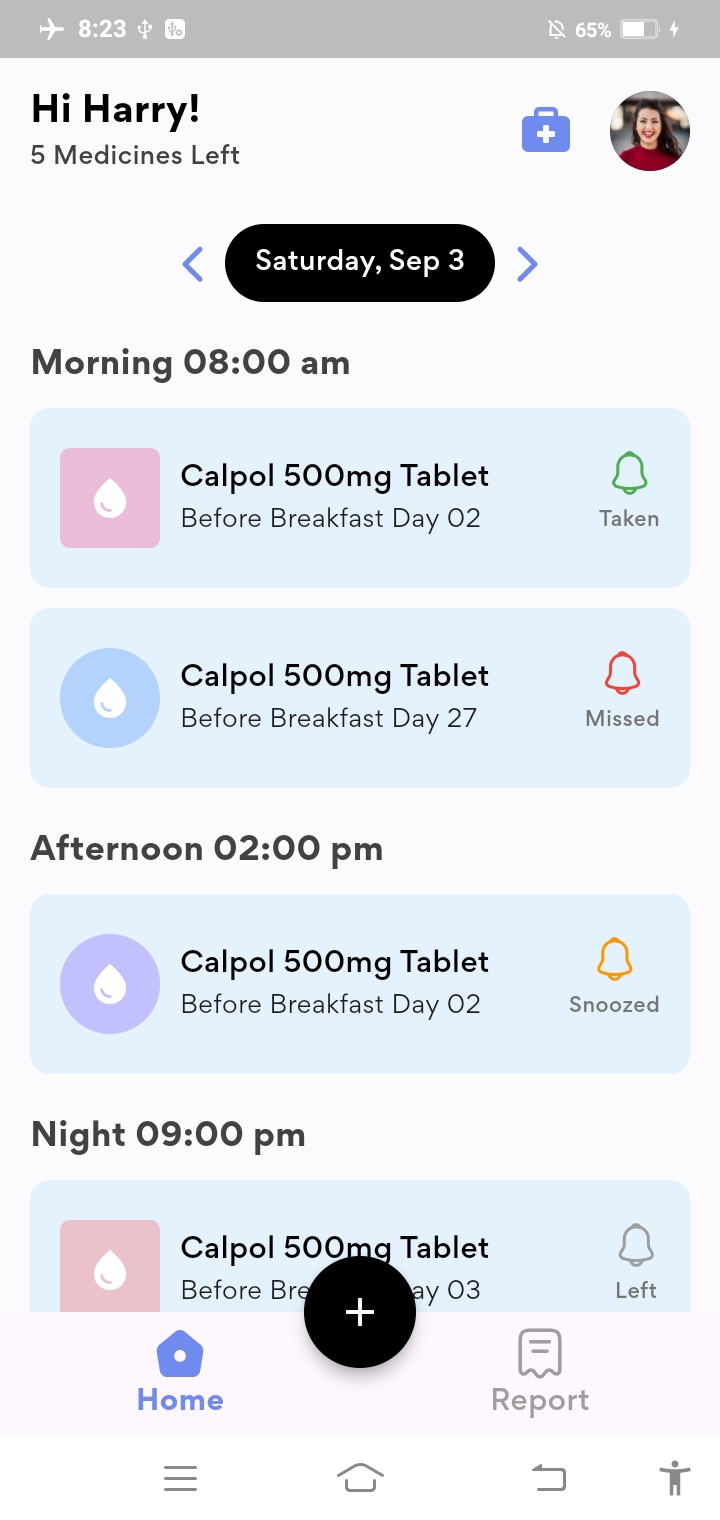 8:23
65%
Hi Harry!
5 Medicines Left
Saturday, Sep 3
Morning 08:00 am
Calpol 500mg Tablet
Before Breakfast Day 02
Taken
Calpol 500mg Tablet
Before Breakfast Day 27
Missed
Afternoon 02:00 pm
Calpol 500mg Tablet
Before Breakfast Day 02
Snoozed
Night 09:00 pm
Calpol 500mg Tablet
Before Bre ay 03
Left
Home
Report